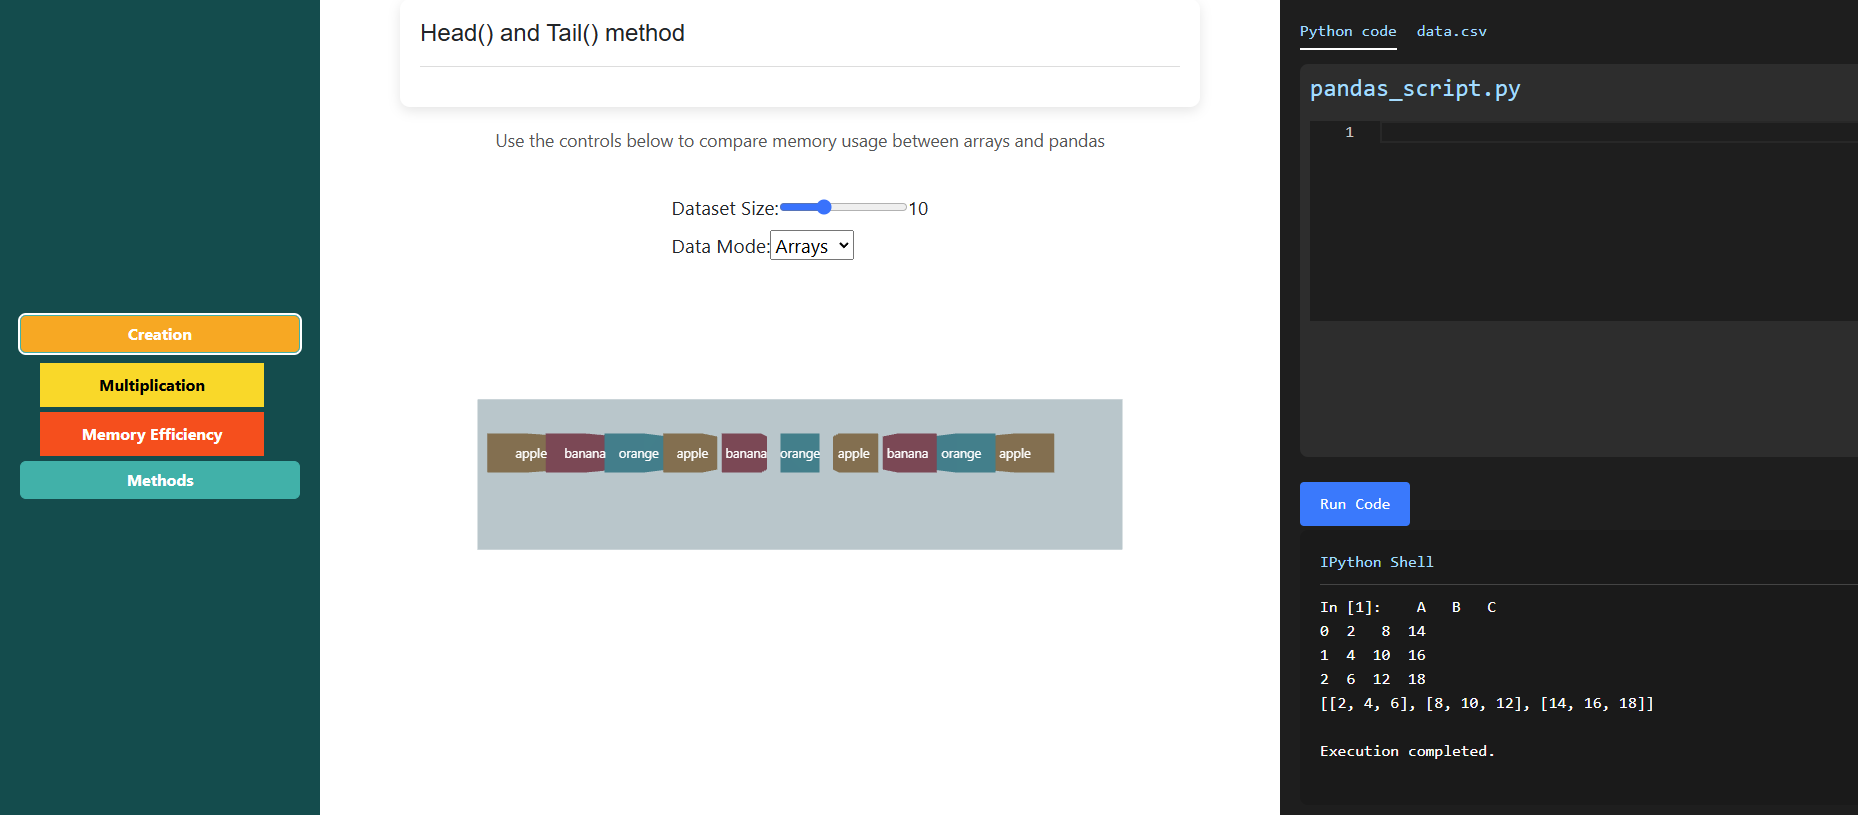 Creation
Multiplication
Memory Efficiency
Methods
Head() and Tail() method
Use the controls below to compare memory usage between arrays and pandas
Dataset Size: 10
Data Mode: Arrays
apple banana orange apple banana orange apple banana orange apple
Python code data.csv
pandas_script.py
1
Run Code
IPython Shell
In [1]:    A   B   C
0  2   8  14
1  4  10  16
2  6  12  18
[[2, 4, 6], [8, 10, 12], [14, 16, 18]]
Execution completed.